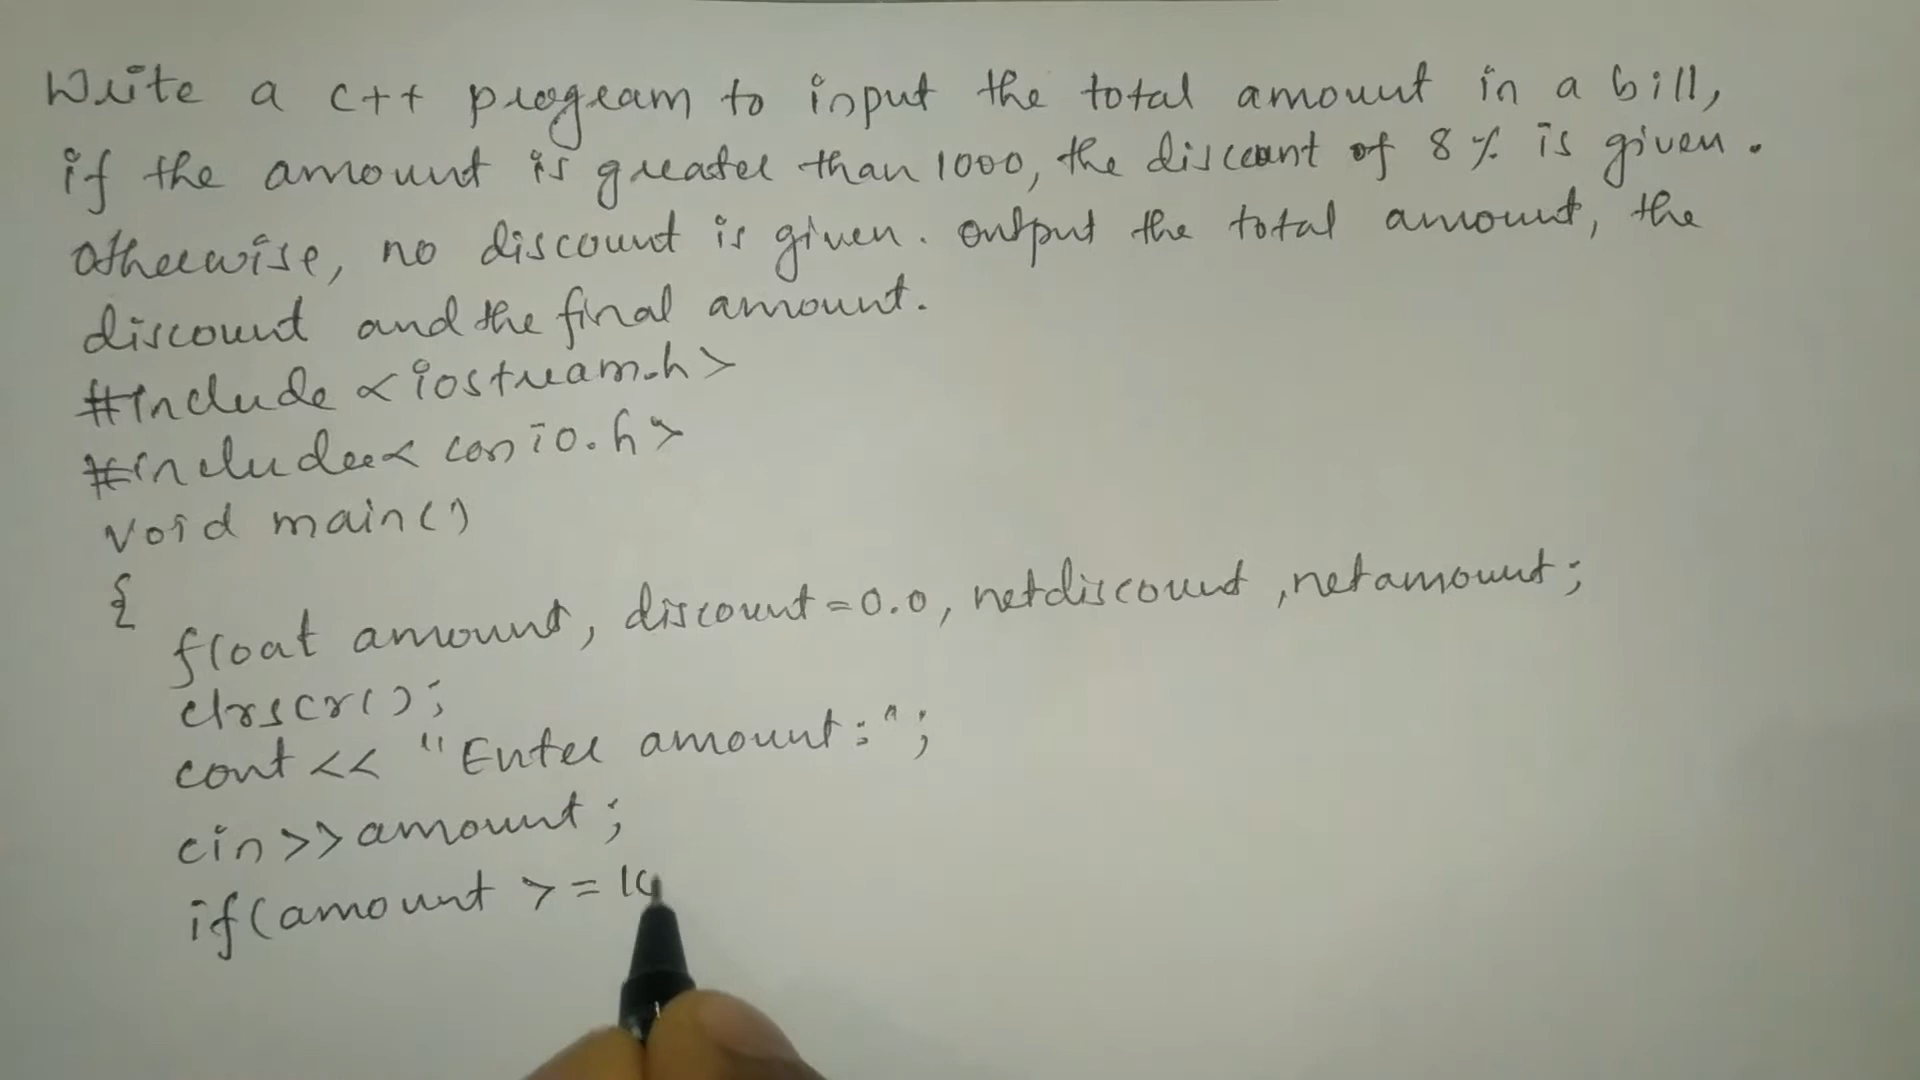 Write a c++ program to input the total amount in a bill,
if the amount is greater than 1000, the discount of 8% is given.
Otherwise, no discount is given. output the total amount, the
discount and the final amount.
#include <iostream.h>
#include< conio.h>
void main()
{
float amount, discount=0.0, netdiscount, netamount;
clrscr();
cout << "Enter amount:";
cin>>amount;
if(amount >= 10